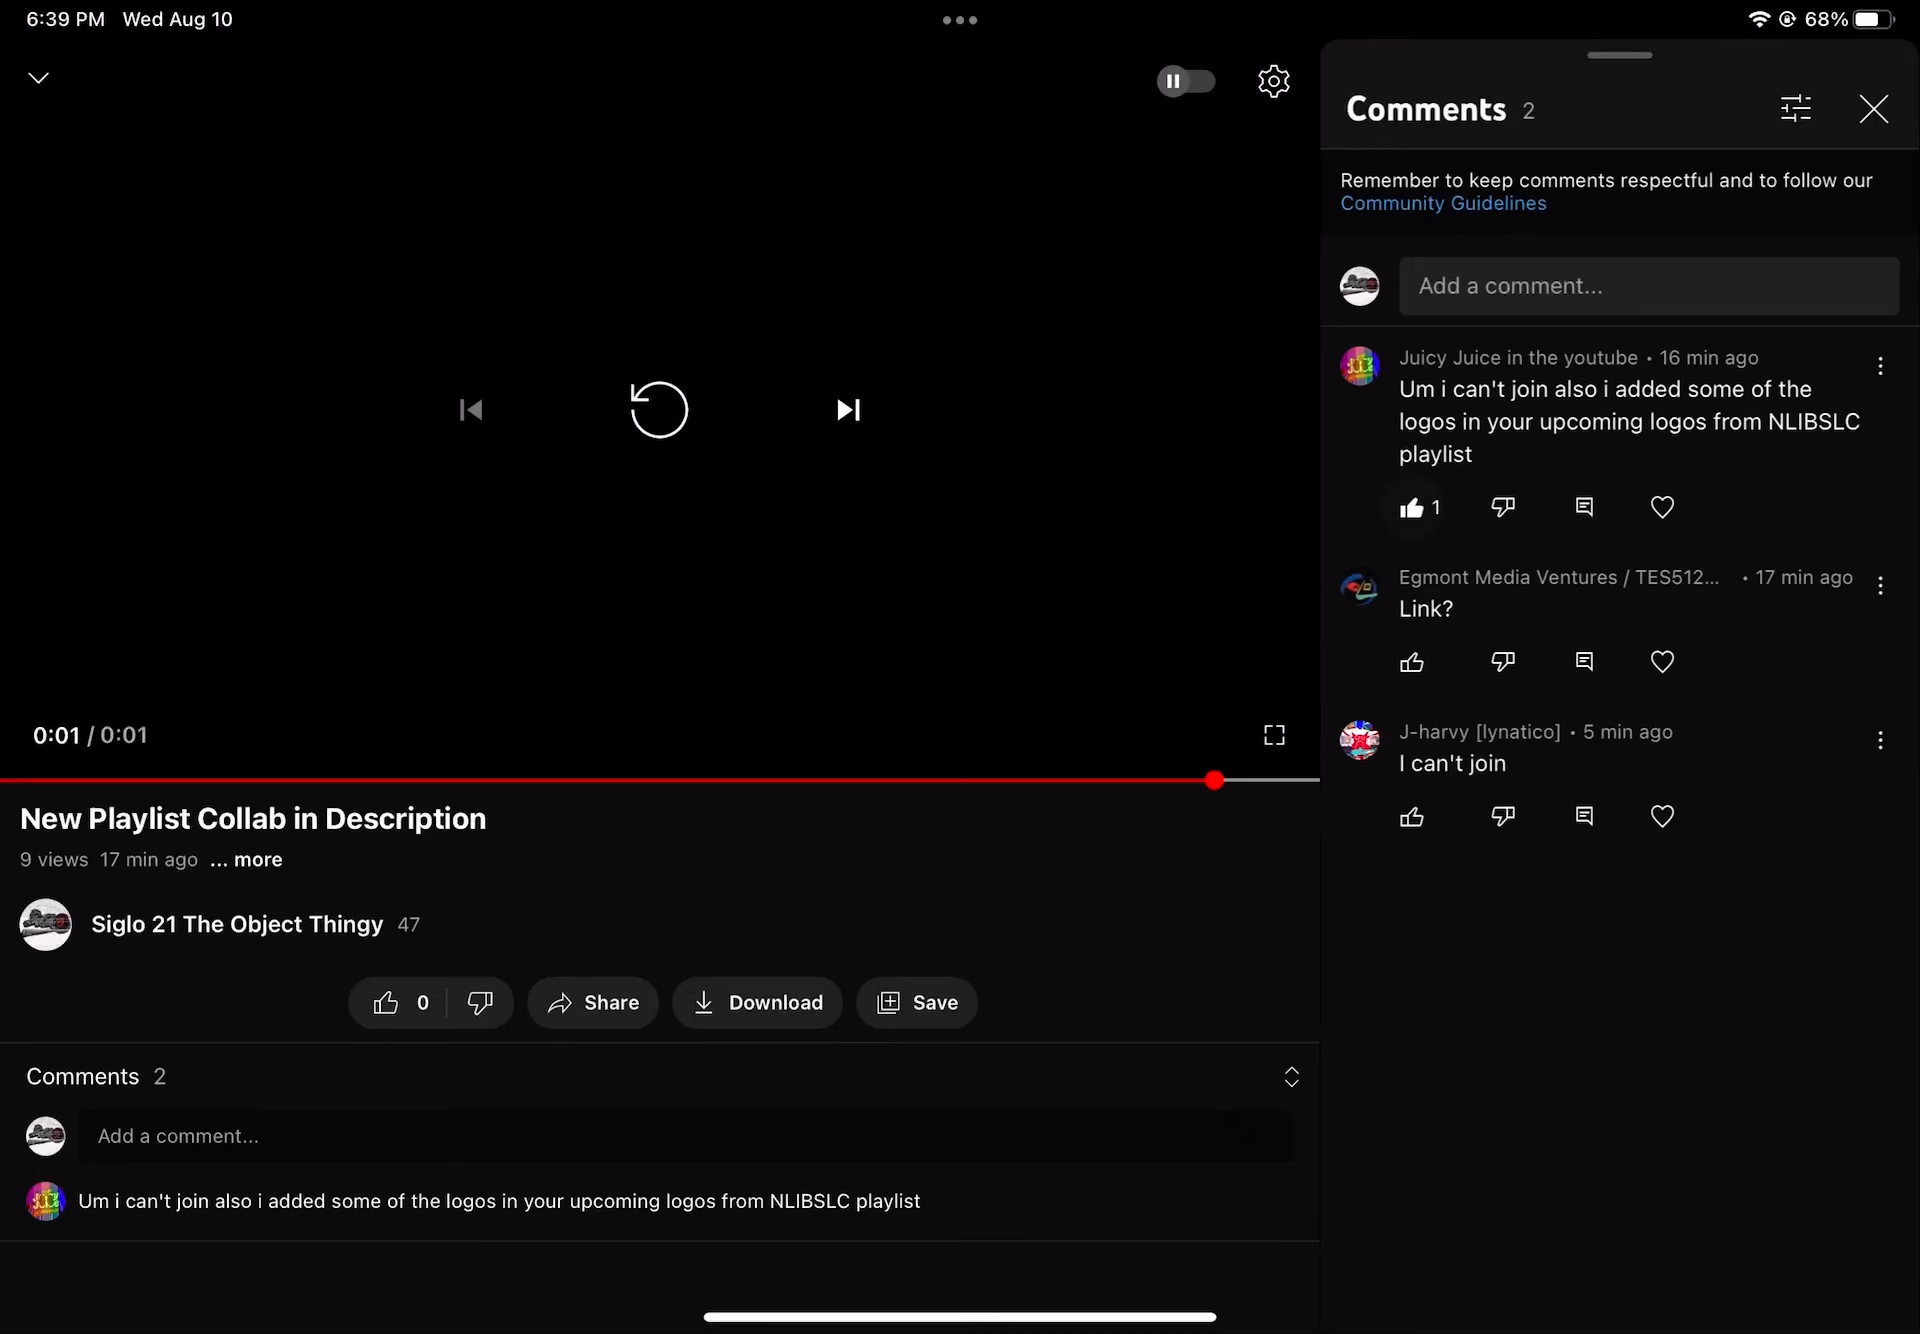 6:39 PM Wed Aug 10
68%
0:01 / 0:01
New Playlist Collab in Description
9 views 17 min ago ... more
Siglo 21 The Object Thingy 47
0
Share
Download
Save
Comments 2
Add a comment...
Um i can't join also i added some of the logos in your upcoming logos from NLIBSLC playlist
Comments 2
Remember to keep comments respectful and to follow our
Community Guidelines
Add a comment...
Juicy Juice in the youtube • 16 min ago
Um i can't join also i added some of the
logos in your upcoming logos from NLIBSLC
playlist
1
Egmont Media Ventures / TES512... • 17 min ago
Link?
J-harvy [lynatico] • 5 min ago
I can't join